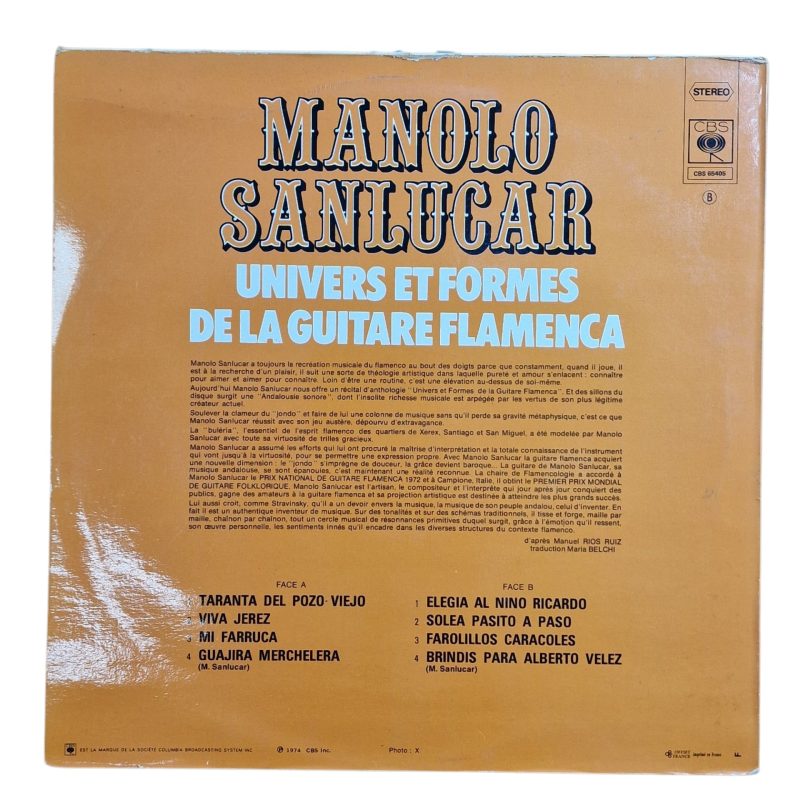 STEREO
CBS
CBS 65405
B
MANOLO
SANLUCAR
UNIVERS ET FORMES
DE LA GUITARE FLAMENCA
Manolo Sanlucar a toujours la recréation musicale du flamenco au bout des doigts parce que constamment, quand il joue, il
est à la recherche d'un plaisir, il suit une sorte de théologie artistique dans laquelle pureté et amour s'enlacent : connaître
pour aimer et aimer pour connaître. Loin d'être une routine, c'est une élévation au-dessus de soi-même.
Aujourd'hui Manolo Sanlucar nous offre un récital d'anthologie "Univers et Formes de la Guitare Flamenca". Et des sillons du
disque surgit une "Andalousie sonore", dont l'insolite richesse musicale est arpégée par les vertus de son plus légitime
créateur actuel.
Soulever la clameur du "jondo" et faire de lui une colonne de musique sans qu'il perde sa gravité métaphysique, c'est ce que
Manolo Sanlucar réussit avec son jeu austère, dépourvu d'extravagance.
La "buléria", l'essentiel de l'esprit flamenco des quartiers de Xerex, Santiago et San Miguel, a été modelée par Manolo
Sanlucar avec toute sa virtuosité de trilles gracieux.
Manolo Sanlucar a assumé les efforts qui lui ont procuré la maîtrise d'interprétation et la totale connaissance de l'instrument
qui vont jusqu'à la virtuosité, pour se permettre une expression propre. Avec Manolo Sanlucar la guitare flamenca acquiert
une nouvelle dimension : le "jondo" s'imprègne de douceur, la grâce devient baroque... La guitare de Manolo Sanlucar, sa
musique andalouse, se sont épanouies, c'est maintenant une réalité reconnue. La chaire de Flamencologie a accordé à
Manolo Sanlucar le PRIX NATIONAL DE GUITARE FLAMENCA 1972 et à Campione, Italie, il obtint le PREMIER PRIX MONDIAL
DE GUITARE FOLKLORIQUE. Manolo Sanlucar est l'artisan, le compositeur et l'interprète qui jour après jour conquiert des
publics, gagne des amateurs à la guitare flamenca et sa projection artistique est destinée à atteindre les plus grands succès.
Lui aussi croit, comme Stravinsky, qu'il a un devoir envers la musique, la musique de son peuple andalou, celui d'inventer. En
fait il est un authentique inventeur de musique. Sur des tonalités et sur des schémas traditionnels, il tisse et forge, maille par
maille, chaînon par chaînon, tout un cercle musical de résonnances primitives duquel surgit, grâce à l'émotion qu'il ressent,
son œuvre personnelle, les sentiments innés qu'il encadre dans les diverses structures du contexte flamenco.
d'après Manuel RIOS RUIZ
traduction Maria BELCHI
FACE A
1 TARANTA DEL POZO VIEJO
2 VIVA JEREZ
3 MI FARRUCA
4 GUAJIRA MERCHELERA
(M. Sanlucar)
FACE B
1 ELEGIA AL NINO RICARDO
2 SOLEA PASITO A PASO
3 FAROLILLOS CARACOLES
4 BRINDIS PARA ALBERTO VELEZ
(M. Sanlucar)
EST LA MARQUE DE LA SOCIÉTÉ COLUMBIA BROADCASTING SYSTEM INC
℗ 1974 CBS Inc.
Photo : X
OFFSET FRANCE
imprimé en France